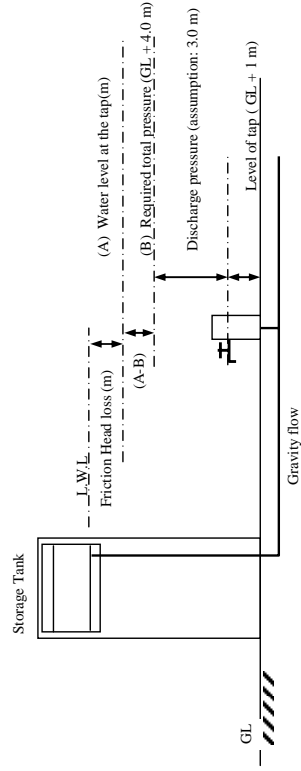 Storage Tank
L.W.L
Friction Head loss (m)
(A) Water level at the tap(m)
(A-B)
(B) Required total pressure (GL + 4.0 m)
Discharge pressure (assumption: 3.0 m)
Level of tap ( GL + 1 m)
GL
Gravity flow